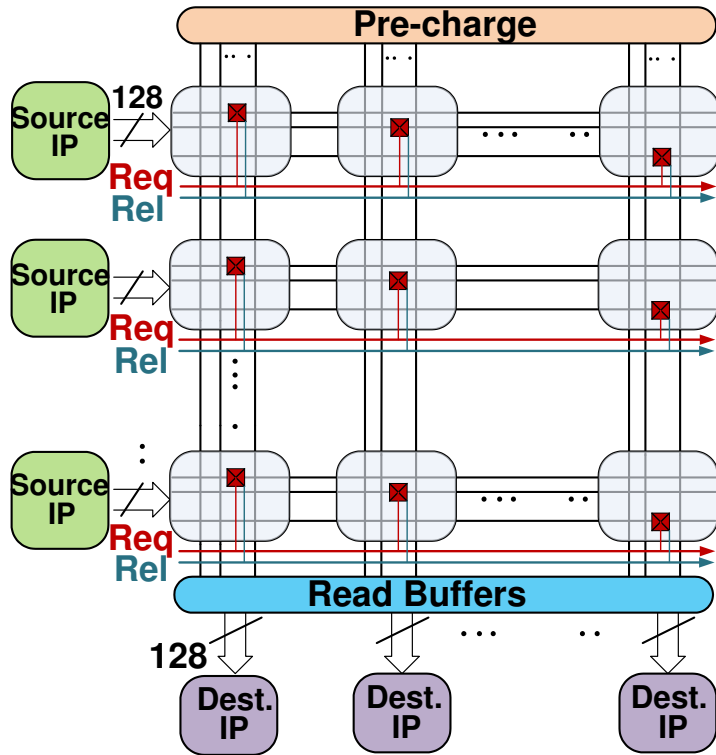 Pre-charge
128
Source
IP
Req
Rel
Source
IP
Req
Rel
Source
IP
Req
Rel
Read Buffers
128
Dest.
IP
Dest.
IP
Dest.
IP